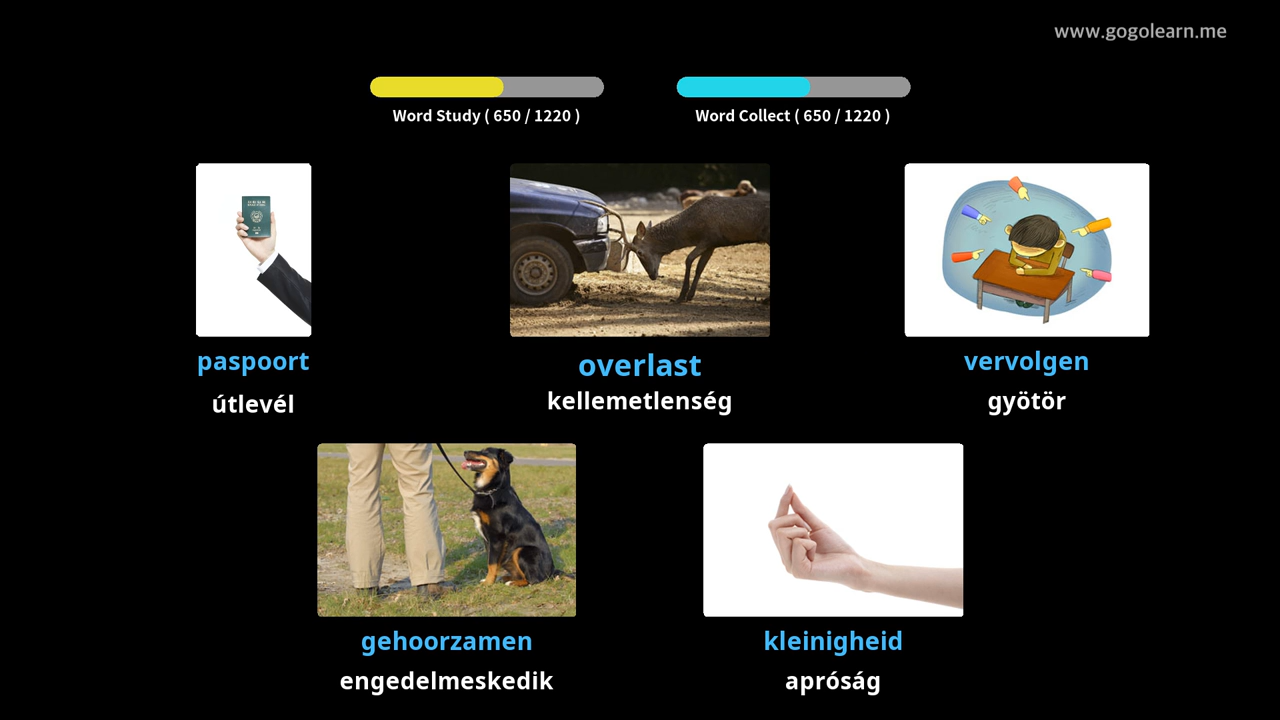 www.gogolearn.me
Word Study ( 650 / 1220 )
Word Collect ( 650 / 1220 )
paspoort
útlevél
overlast
kellemetlenség
vervolgen
gyötör
gehoorzamen
engedelmeskedik
kleinigheid
apróság